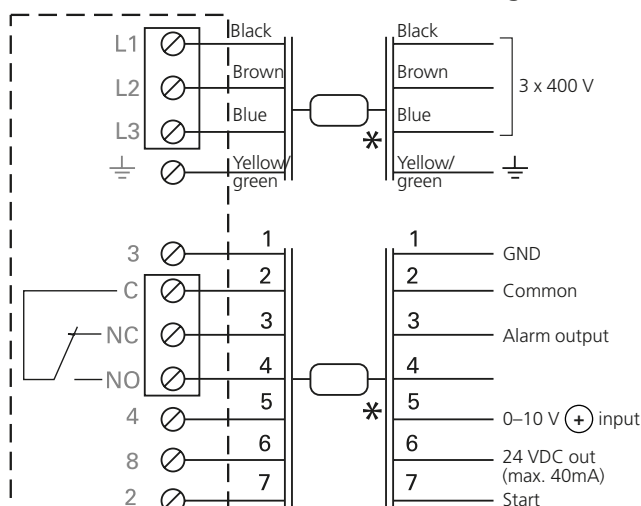 L1 Black Black
L2 Brown Brown 3 x 400 V
L3 Blue Blue
* Yellow/ Yellow/
green green
3 1 1 GND
C 2 2 Common
NC 3 3 Alarm output
NO 4 4
4 5 * 5 0–10 V + input
8 6 6 24 VDC out
(max. 40mA)
2 7 7 Start